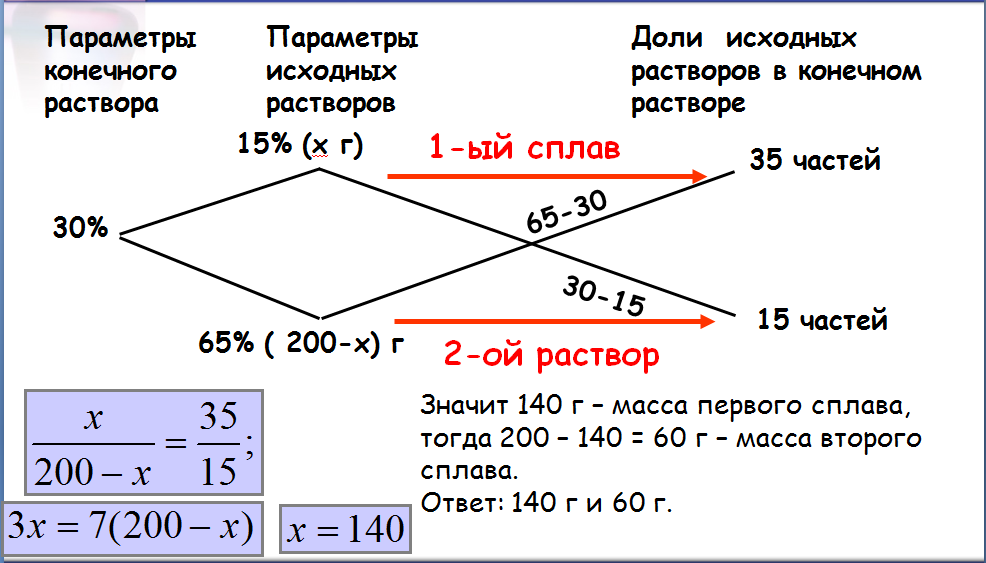 Параметры конечного раствора
Параметры исходных растворов
Доли исходных растворов в конечном растворе
15% (х г)
1-ый сплав
35 частей
30%
65-30
30-15
65% ( 200-х) г
2-ой раствор
15 частей
x / (200 − x) = 35 / 15;
3x = 7(200 − x)
x = 140
Значит 140 г – масса первого сплава,
тогда 200 – 140 = 60 г – масса второго
сплава.
Ответ: 140 г и 60 г.